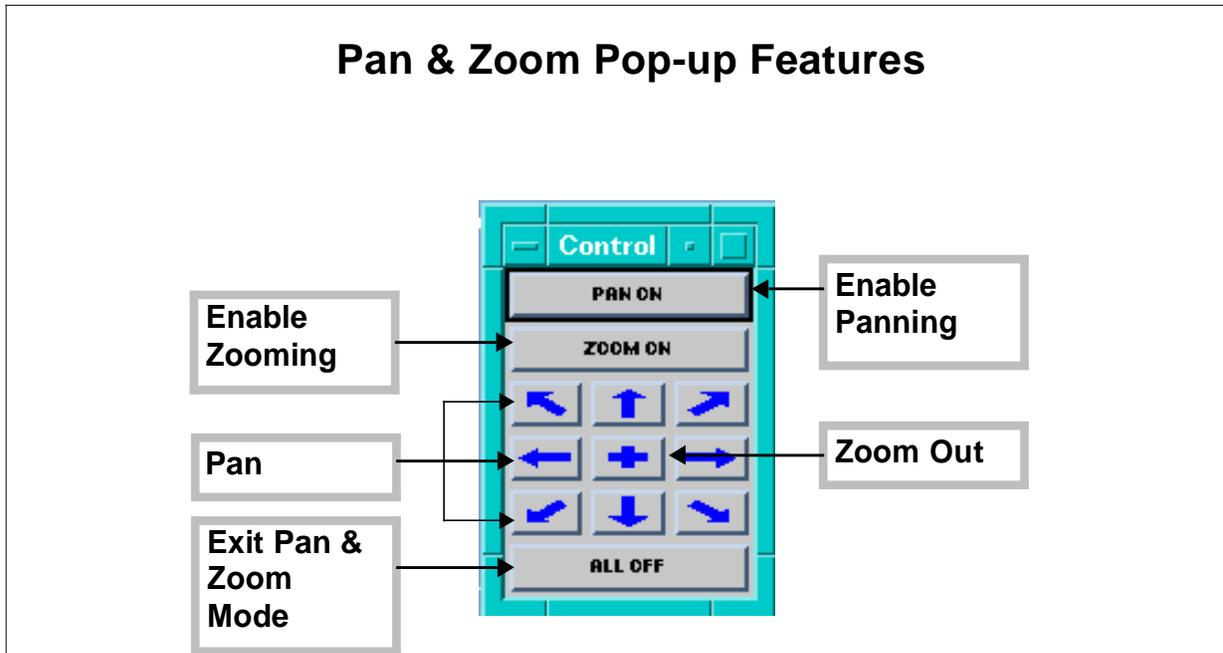 Pan & Zoom Pop-up Features
Control
PAN ON
Enable
Panning
Enable
Zooming
ZOOM ON
Pan
Zoom Out
Exit Pan &
Zoom
Mode
ALL OFF